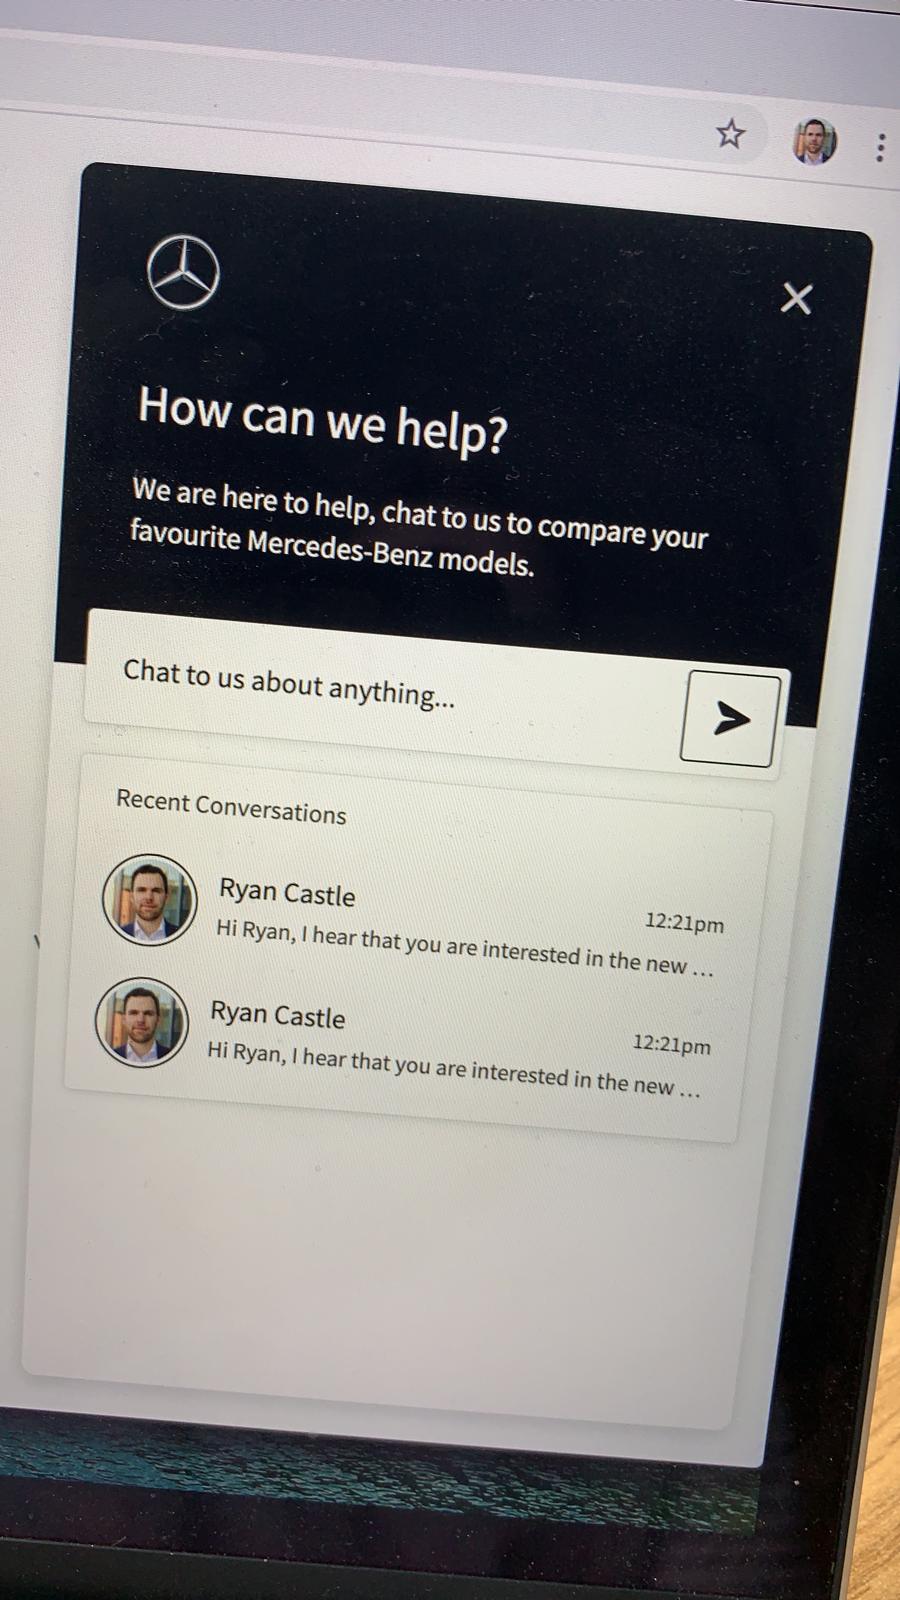 How can we help?
We are here to help, chat to us to compare your
favourite Mercedes-Benz models.
Chat to us about anything...
Recent Conversations
Ryan Castle
12:21pm
Hi Ryan, I hear that you are interested in the new ...
Ryan Castle
12:21pm
Hi Ryan, I hear that you are interested in the new ...